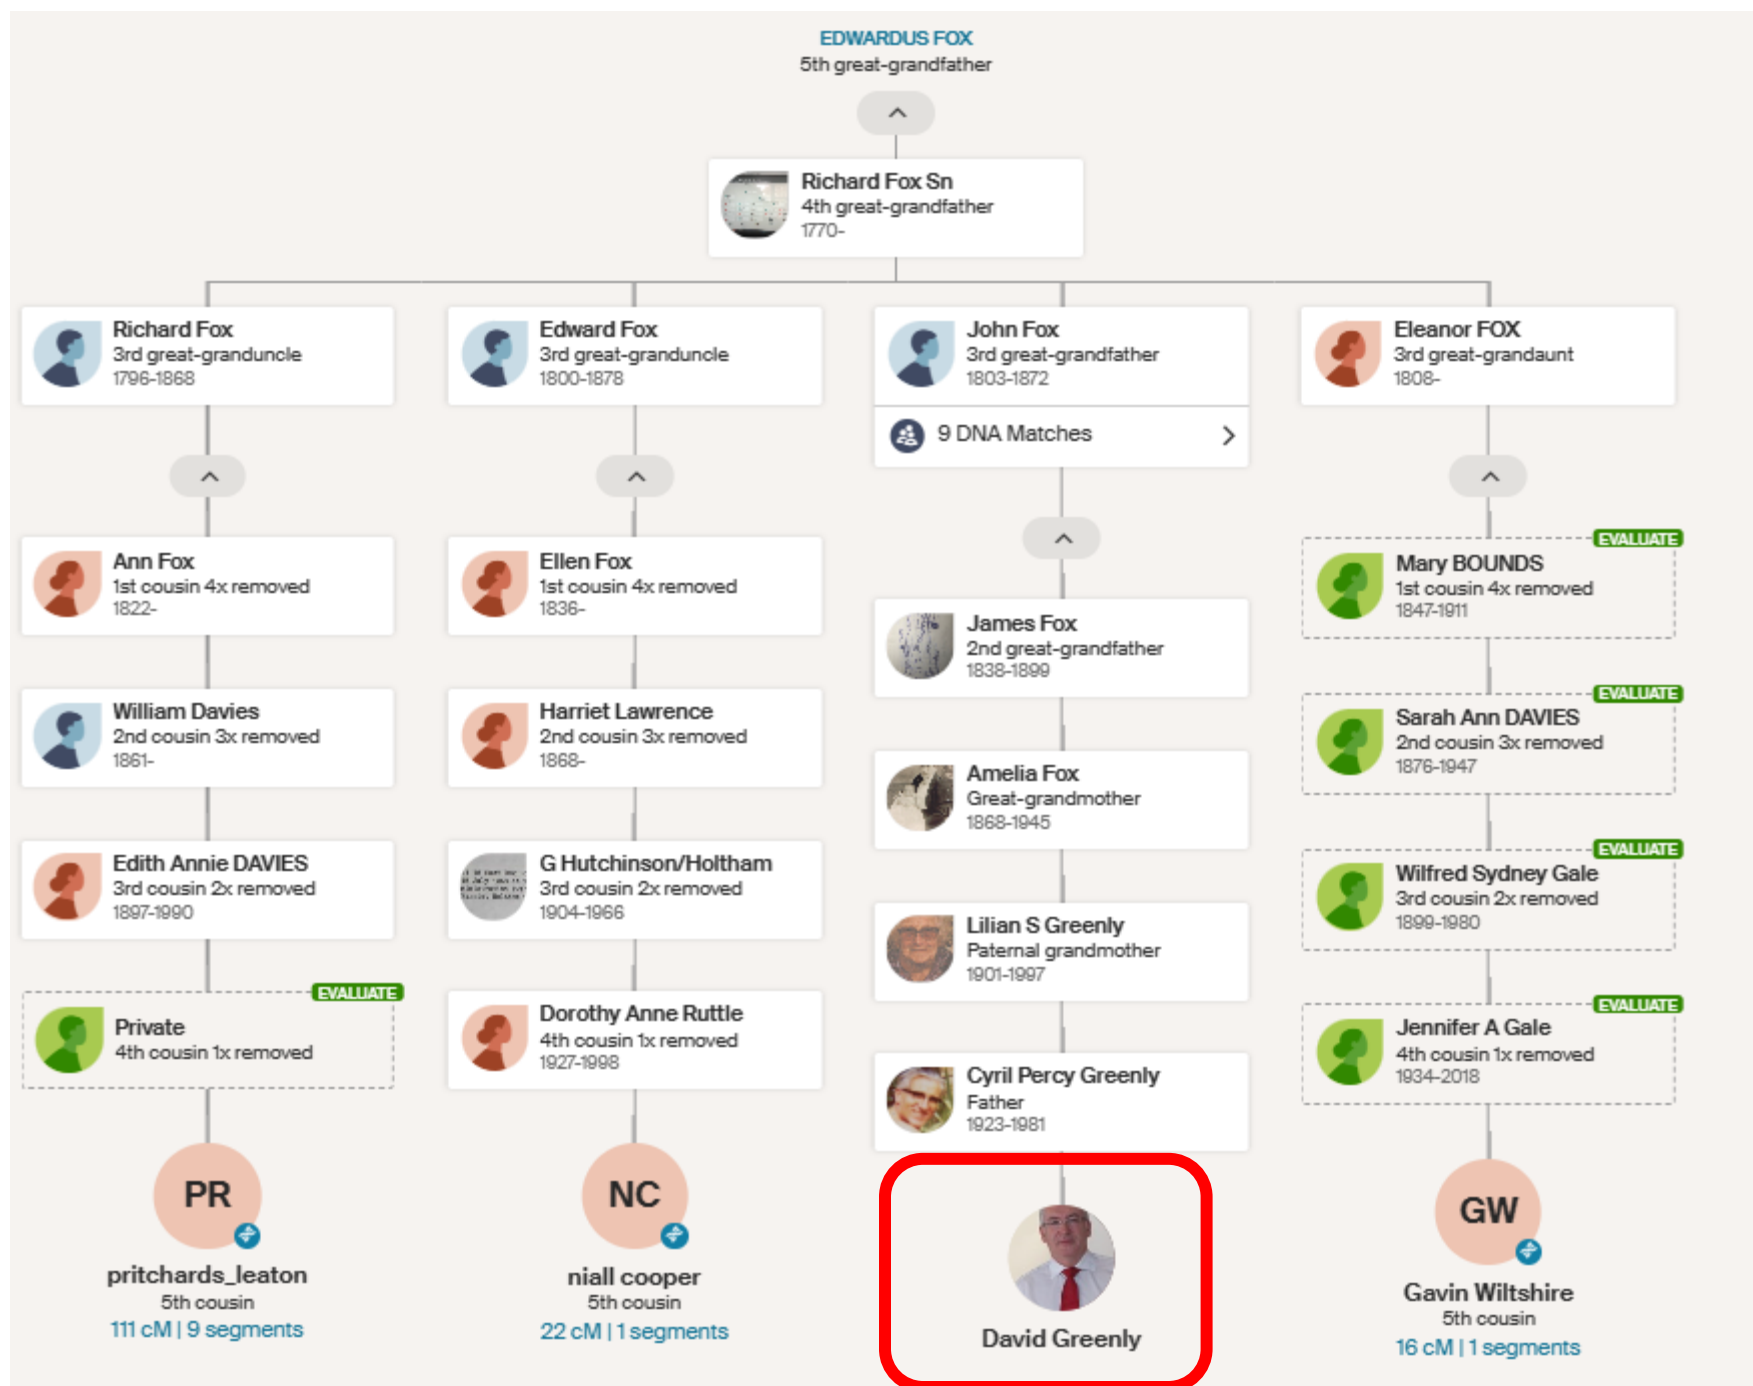 EDWARDUS FOX
5th great-grandfather
Richard Fox Sn
4th great-grandfather
1770-
Richard Fox
3rd great-granduncle
1796-1868
Edward Fox
3rd great-granduncle
1800-1878
John Fox
3rd great-grandfather
1803-1872
9 DNA Matches
Eleanor FOX
3rd great-grandaunt
1808-
Ann Fox
1st cousin 4x removed
1822-
William Davies
2nd cousin 3x removed
1861-
Edith Annie DAVIES
3rd cousin 2x removed
1897-1990
EVALUATE
Private
4th cousin 1x removed
PR
pritchards_leaton
5th cousin
111 cM | 9 segments
Ellen Fox
1st cousin 4x removed
1836-
Harriet Lawrence
2nd cousin 3x removed
1868-
G Hutchinson/Holtham
3rd cousin 2x removed
1904-1966
Dorothy Anne Ruttle
4th cousin 1x removed
1927-1998
NC
niall cooper
5th cousin
22 cM | 1 segments
James Fox
2nd great-grandfather
1838-1899
Amelia Fox
Great-grandmother
1868-1945
Lilian S Greenly
Paternal grandmother
1901-1997
Cyril Percy Greenly
Father
1923-1981
David Greenly
EVALUATE
Mary BOUNDS
1st cousin 4x removed
1847-1911
EVALUATE
Sarah Ann DAVIES
2nd cousin 3x removed
1876-1947
EVALUATE
Wilfred Sydney Gale
3rd cousin 2x removed
1899-1980
EVALUATE
Jennifer A Gale
4th cousin 1x removed
1934-2018
GW
Gavin Wiltshire
5th cousin
16 cM | 1 segments